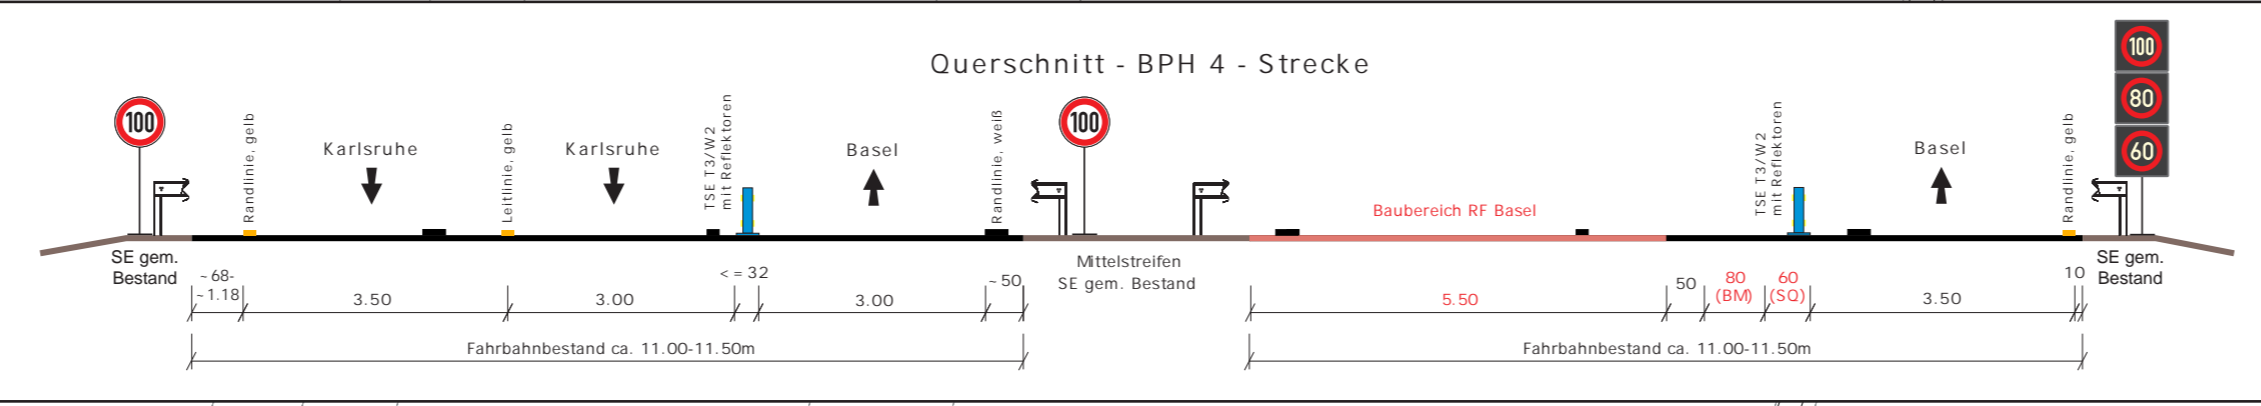 Querschnitt - BPH 4 - Strecke
100
Randlinie, gelb
Karlsruhe
Leitlinie, gelb
Karlsruhe
TSE T3/W2
mit Reflektoren
Basel
Randlinie, weiß
100
Baubereich RF Basel
TSE T3/W2
mit Reflektoren
Basel
Randlinie, gelb
100
80
60
SE gem.
Bestand
Mittelstreifen
SE gem. Bestand
SE gem.
Bestand
~68-
~1.18
3.50
3.00
<= 32
3.00
~50
5.50
50
80
(BM)
60
(SQ)
3.50
10
Fahrbahnbestand ca. 11.00-11.50m
Fahrbahnbestand ca. 11.00-11.50m